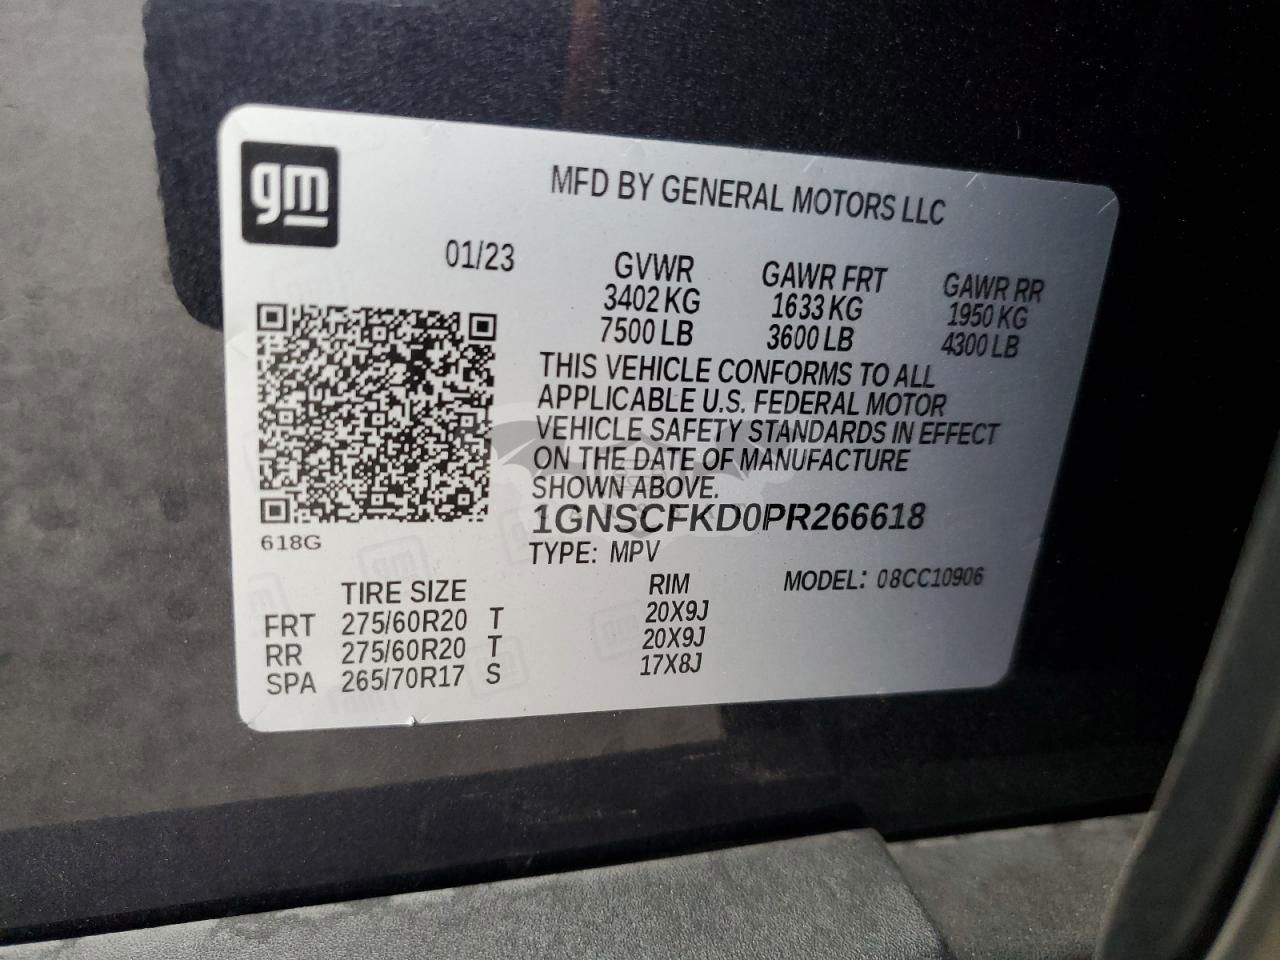 gm
MFD BY GENERAL MOTORS LLC
01/23
GVWR GAWR FRT GAWR RR
3402 KG 1633 KG 1950 KG
7500 LB 3600 LB 4300 LB
THIS VEHICLE CONFORMS TO ALL
APPLICABLE U.S. FEDERAL MOTOR
VEHICLE SAFETY STANDARDS IN EFFECT
ON THE DATE OF MANUFACTURE
SHOWN ABOVE.
1GNSCFKD0PR266618
618G
TYPE: MPV MODEL: 08CC10906
TIRE SIZE RIM
FRT 275/60R20 T 20X9J
RR 275/60R20 T 20X9J
SPA 265/70R17 S 17X8J